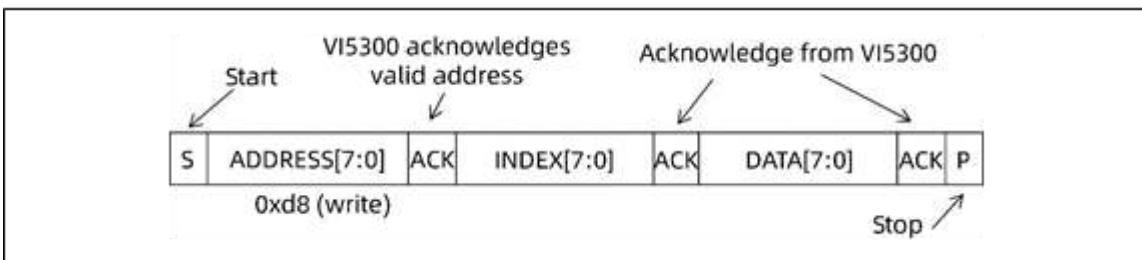 VI5300 acknowledges
valid address
Acknowledge from VI5300
Start
S ADDRESS[7:0] ACK INDEX[7:0] ACK DATA[7:0] ACK P
0xd8 (write)
Stop